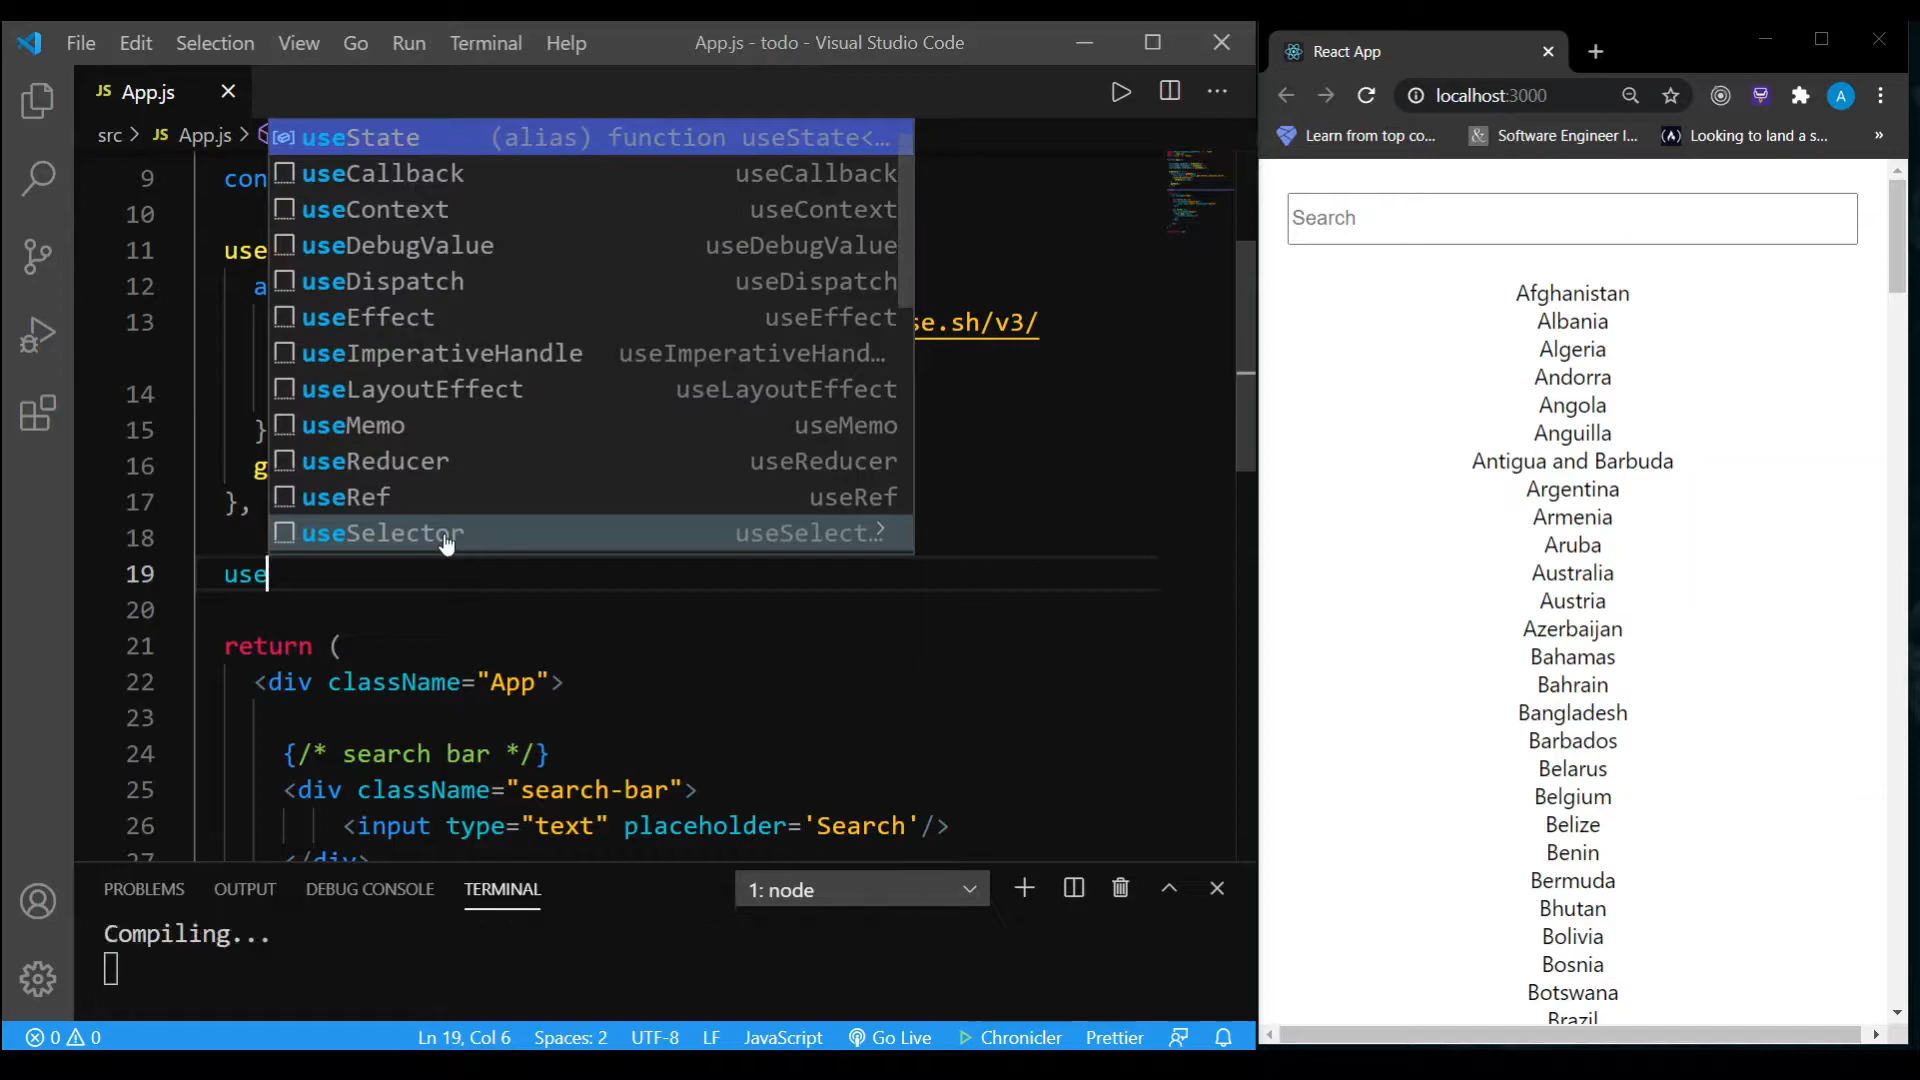 File Edit Selection View Go Run Terminal Help App.js - todo - Visual Studio Code
JS App.js
src > JS App.js >
useState (alias) function useState<...
useCallback useCallback
useContext useContext
useDebugValue useDebugValue
useDispatch useDispatch
useEffect useEffect
useImperativeHandle useImperativeHand...
useLayoutEffect useLayoutEffect
useMemo useMemo
useReducer useReducer
useRef useRef
useSelector useSelect...
9 con
10
11 use
12 a
13 se.sh/v3/
14
15 }
16 g
17 },
18
19 use
20
21 return (
22 <div className="App">
23
24 {/* search bar */}
25 <div className="search-bar">
26 <input type="text" placeholder='Search'/>
27 </div>
PROBLEMS OUTPUT DEBUG CONSOLE TERMINAL 1: node
Compiling...
0 0 Ln 19, Col 6 Spaces: 2 UTF-8 LF JavaScript Go Live Chronicler Prettier
React App
localhost:3000 A
Learn from top co... & Software Engineer I... Looking to land a s... »
Search
Afghanistan
Albania
Algeria
Andorra
Angola
Anguilla
Antigua and Barbuda
Argentina
Armenia
Aruba
Australia
Austria
Azerbaijan
Bahamas
Bahrain
Bangladesh
Barbados
Belarus
Belgium
Belize
Benin
Bermuda
Bhutan
Bolivia
Bosnia
Botswana
Brazil